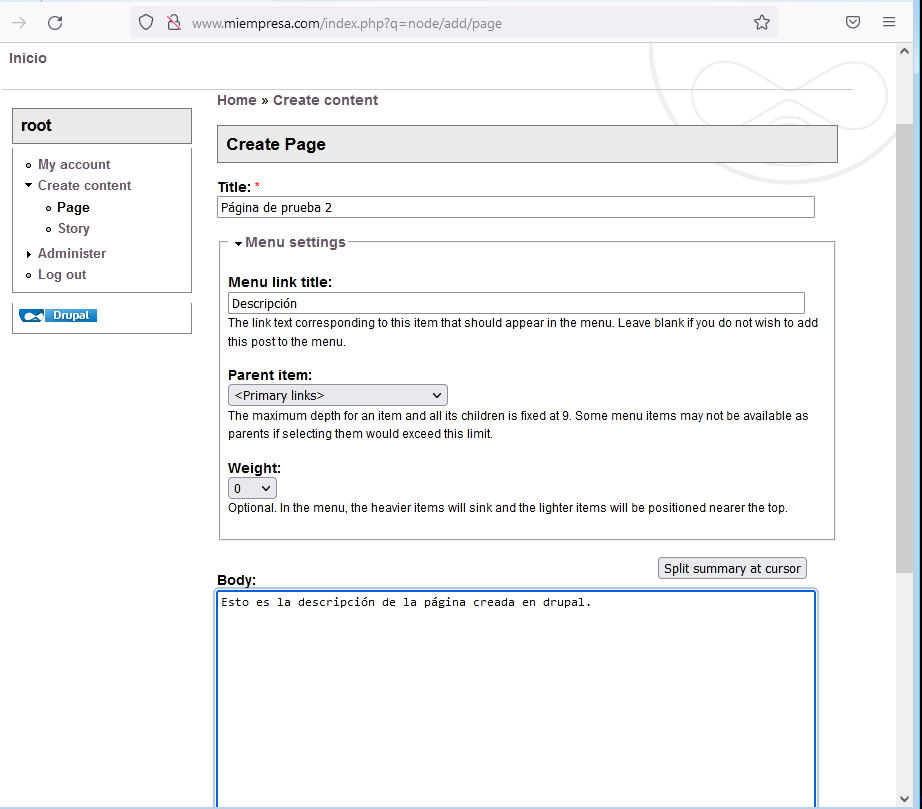 www.miempresa.com/index.php?q=node/add/page
Inicio
Home » Create content
root
My account
Create content
Page
Story
Administer
Log out
Drupal
Create Page
Title: *
Página de prueba 2
Menu settings
Menu link title:
Descripción
The link text corresponding to this item that should appear in the menu. Leave blank if you do not wish to add
this post to the menu.
Parent item:
<Primary links>
The maximum depth for an item and all its children is fixed at 9. Some menu items may not be available as
parents if selecting them would exceed this limit.
Weight:
0
Optional. In the menu, the heavier items will sink and the lighter items will be positioned nearer the top.
Split summary at cursor
Body:
Esto es la descripción de la página creada en drupal.